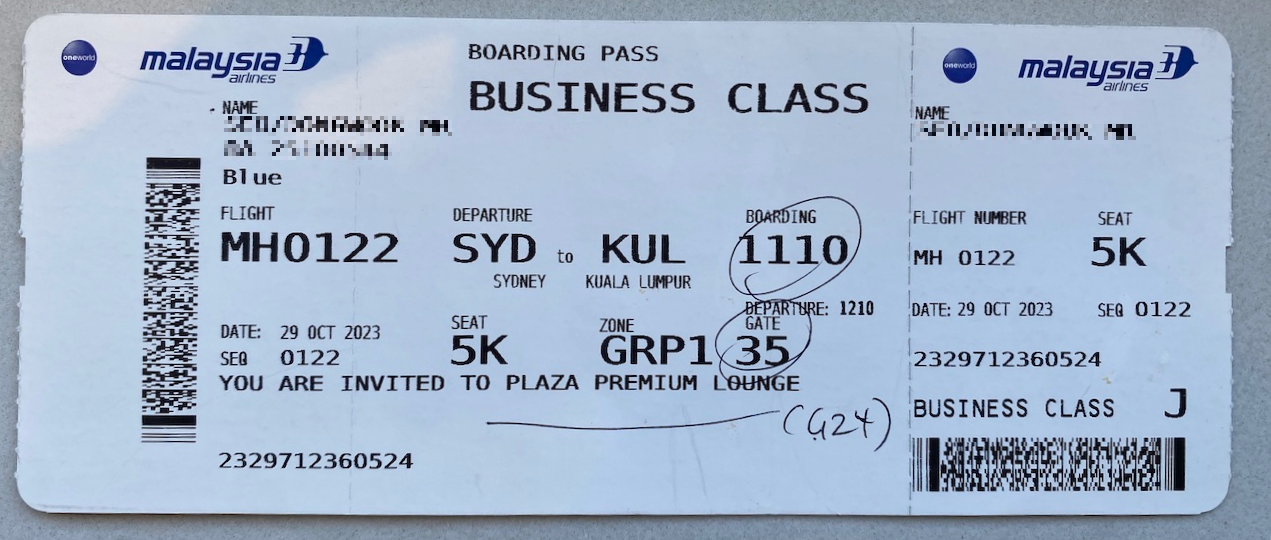 oneworld
malaysia
airlines
BOARDING PASS
BUSINESS CLASS
NAME
Blue
FLIGHT DEPARTURE BOARDING
MH0122 SYD to KUL 1110
SYDNEY KUALA LUMPUR
DEPARTURE: 1210
DATE: 29 OCT 2023 SEAT ZONE GATE
SEQ 0122 5K GRP1 35
YOU ARE INVITED TO PLAZA PREMIUM LOUNGE
(G24)
2329712360524
oneworld
malaysia
airlines
NAME
FLIGHT NUMBER SEAT
MH 0122 5K
DATE: 29 OCT 2023 SEQ 0122
2329712360524
BUSINESS CLASS J